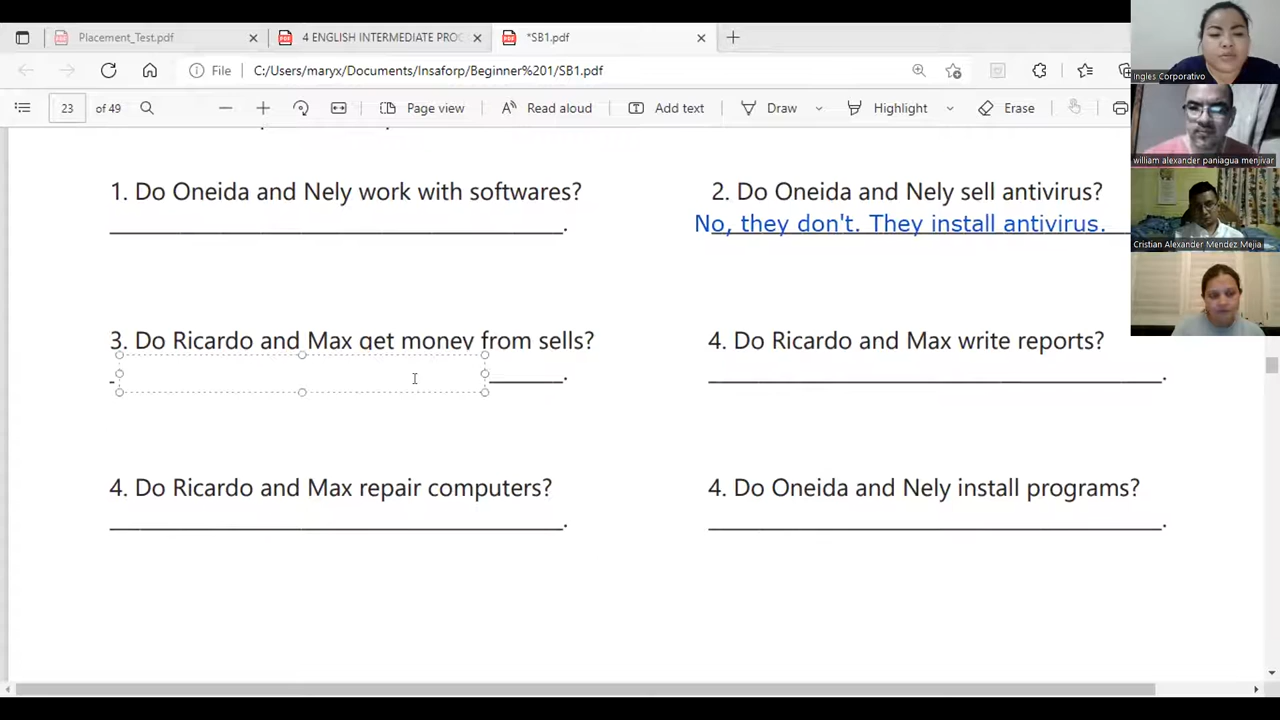 Placement_Test.pdf
4 ENGLISH INTERMEDIATE PROC
*SB1.pdf
Ingles Corporativo
File
C:/Users/maryx/Documents/Insaforp/Beginner%201/SB1.pdf
23 of 49
Page view
Read aloud
Add text
Draw
Highlight
Erase
william alexander paniagua menjivar
1. Do Oneida and Nely work with softwares?
2. Do Oneida and Nely sell antivirus?
No, they don't. They install antivirus.
Cristian Alexander Mendez Mejia
3. Do Ricardo and Max get money from sells?
4. Do Ricardo and Max write reports?
4. Do Ricardo and Max repair computers?
4. Do Oneida and Nely install programs?